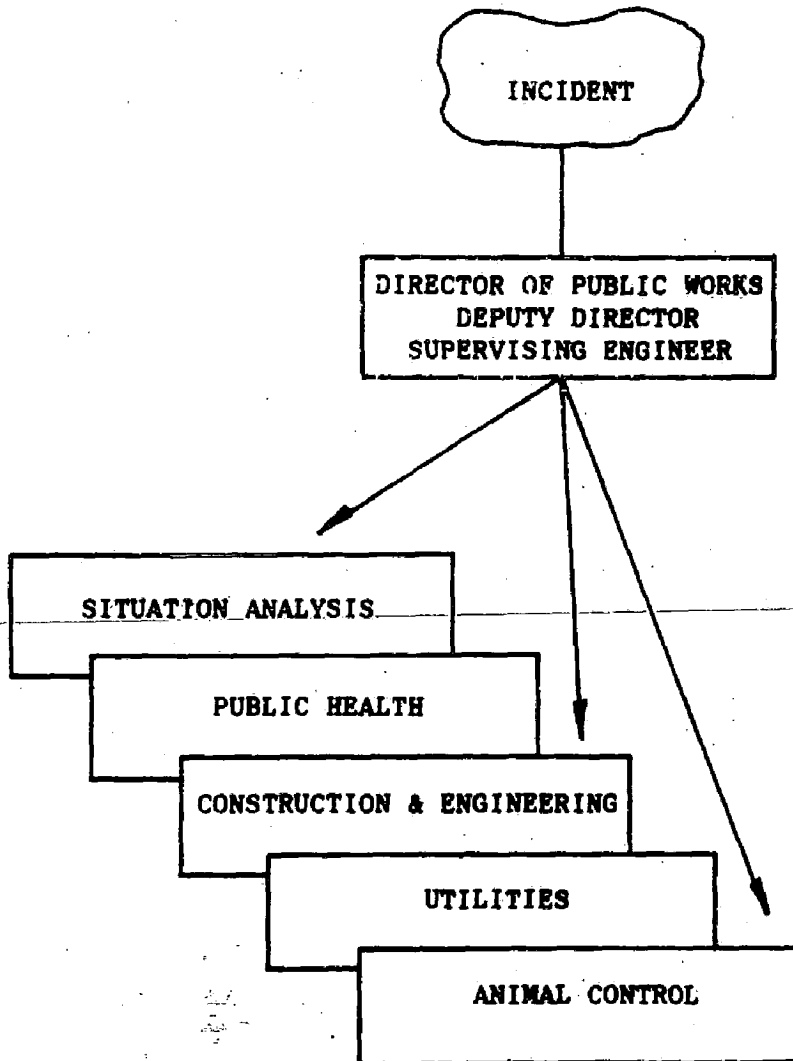 INCIDENT
DIRECTOR OF PUBLIC WORKS
DEPUTY DIRECTOR
SUPERVISING ENGINEER
SITUATION ANALYSIS
PUBLIC HEALTH
CONSTRUCTION & ENGINEERING
UTILITIES
ANIMAL CONTROL